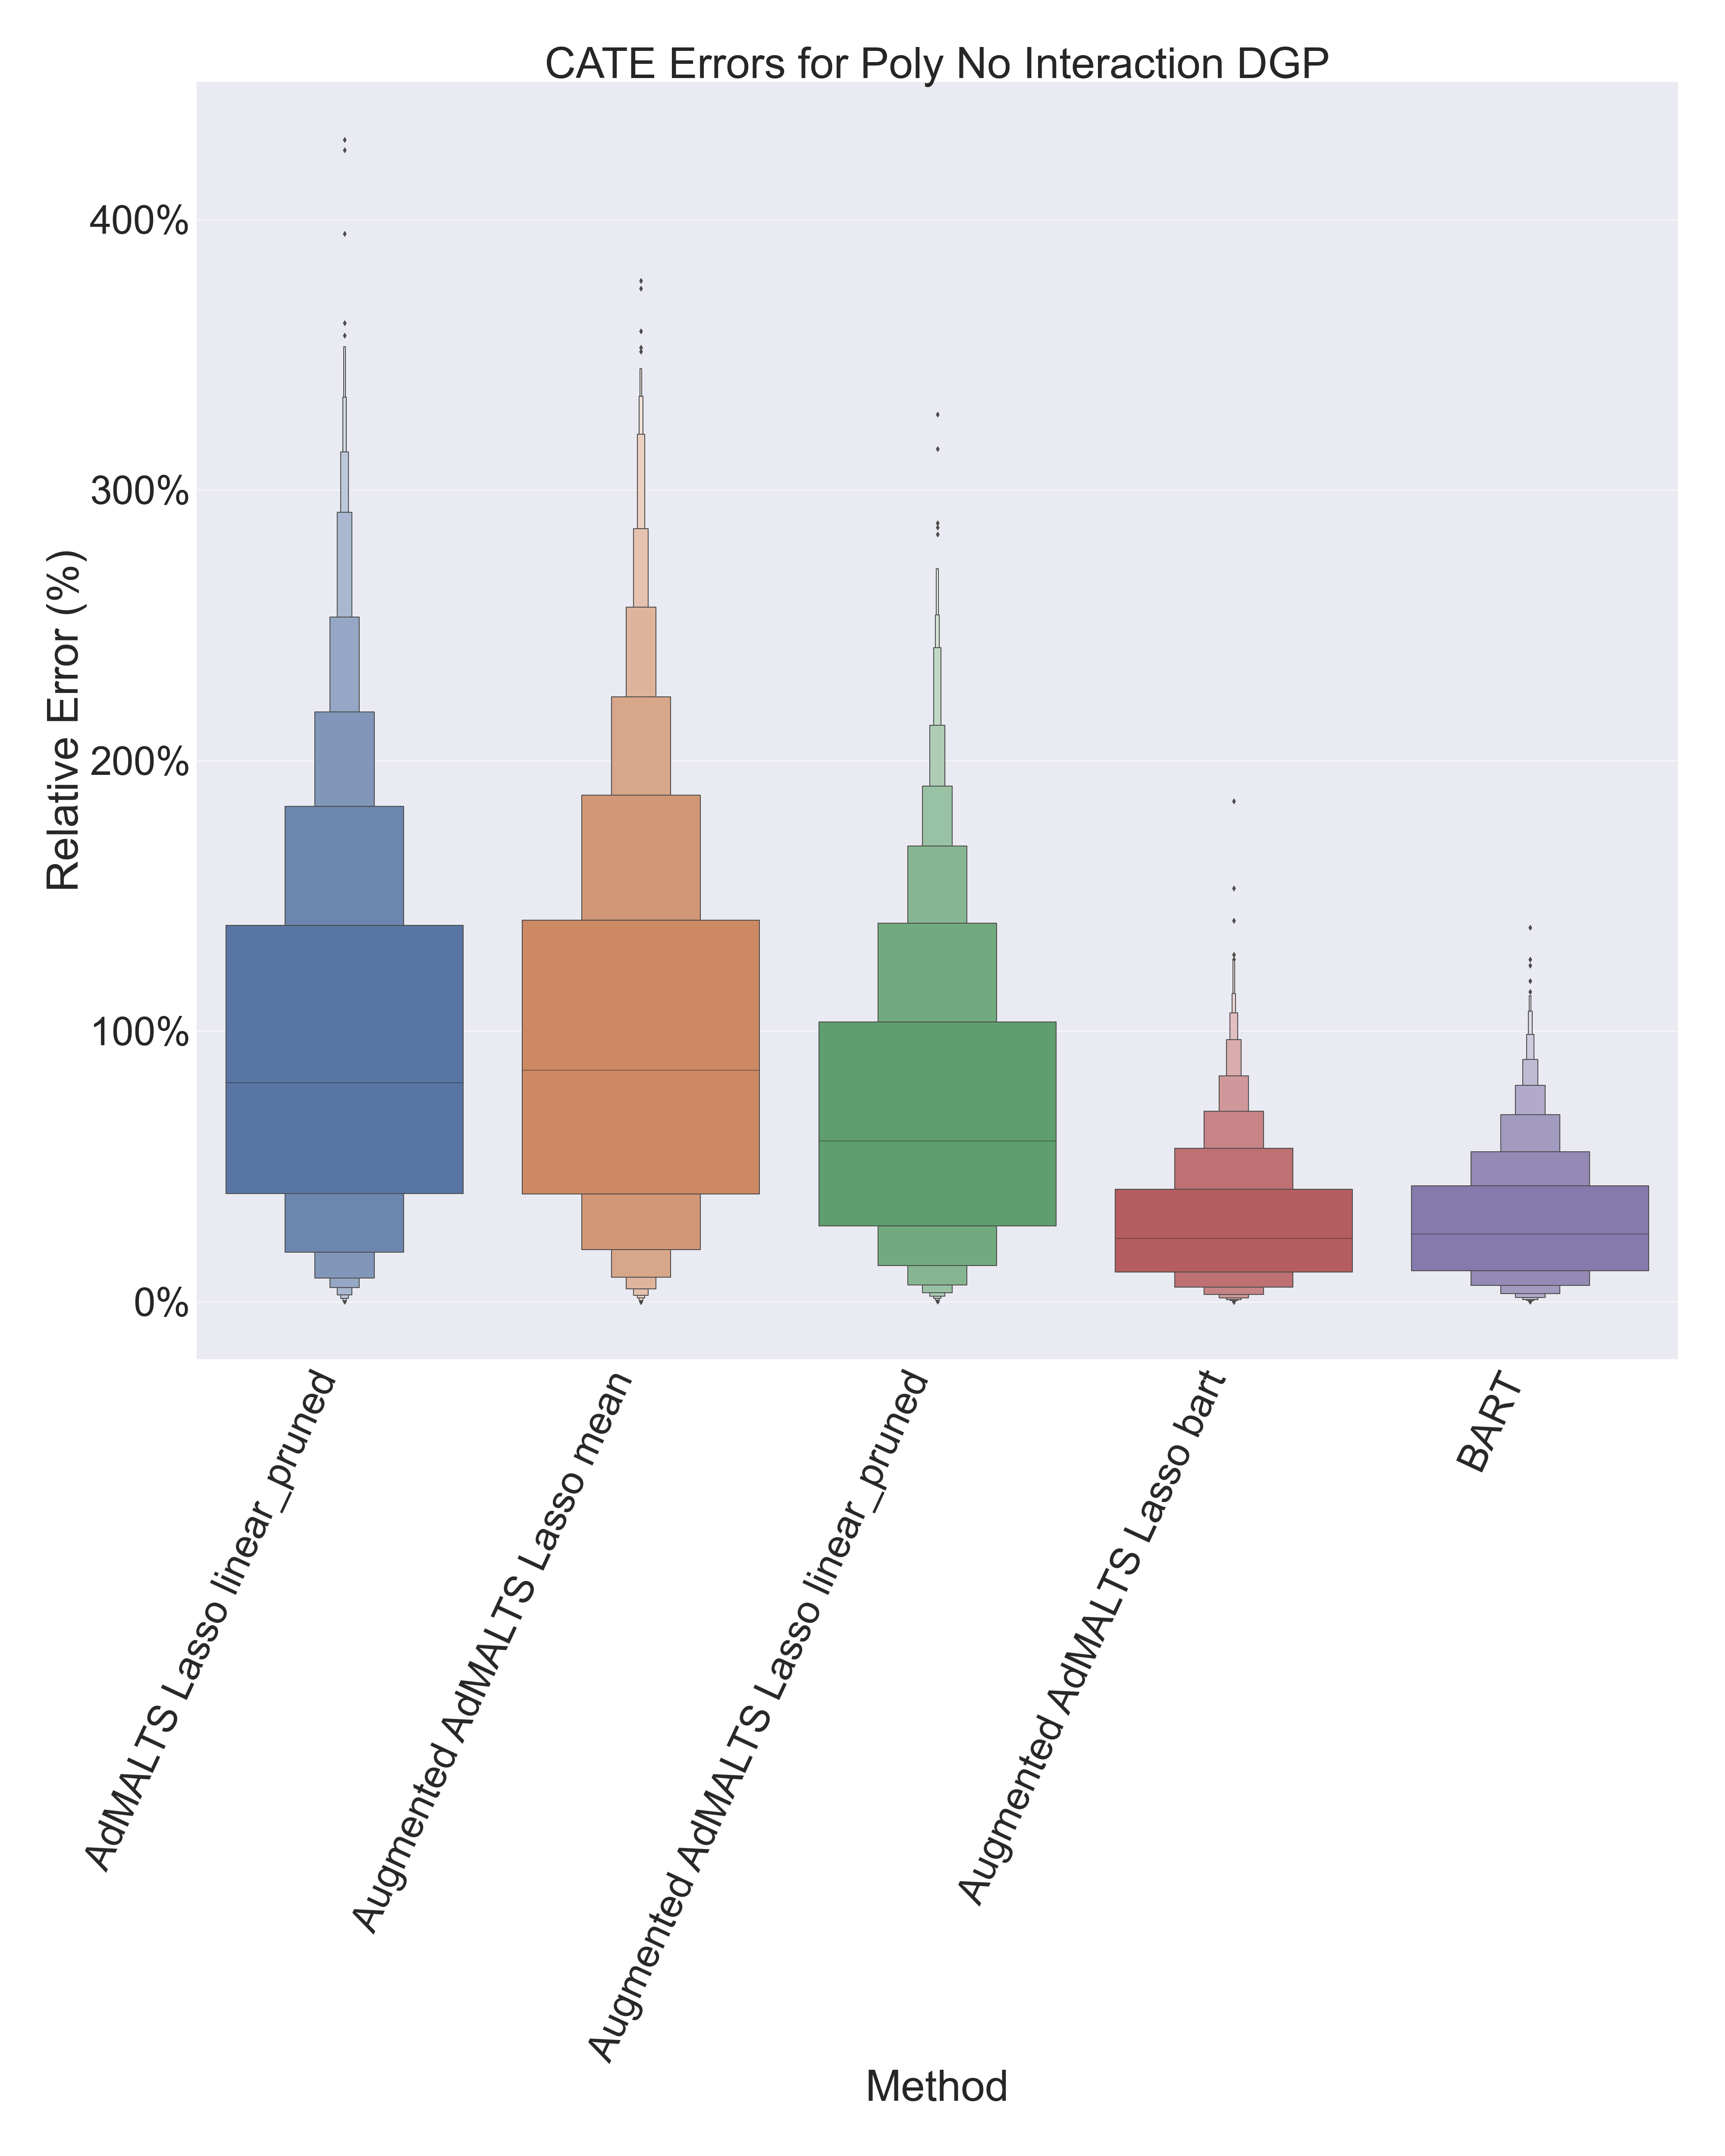 CATE Errors for Poly No Interaction DGP
Relative Error (%)
400%
300%
200%
100%
0%
AdMALTS Lasso linear_pruned
Augmented AdMALTS Lasso mean
Augmented AdMALTS Lasso linear_pruned
Augmented AdMALTS Lasso bart
BART
Method